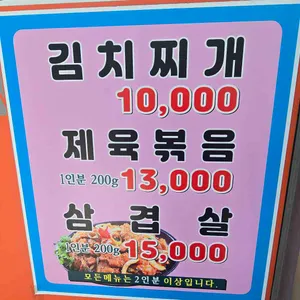 김치찌개
10,000
제육볶음
1인분 200g 13,000
삼겹살
1인분 200g 15,000
모든메뉴는 2인분 이상입니다.